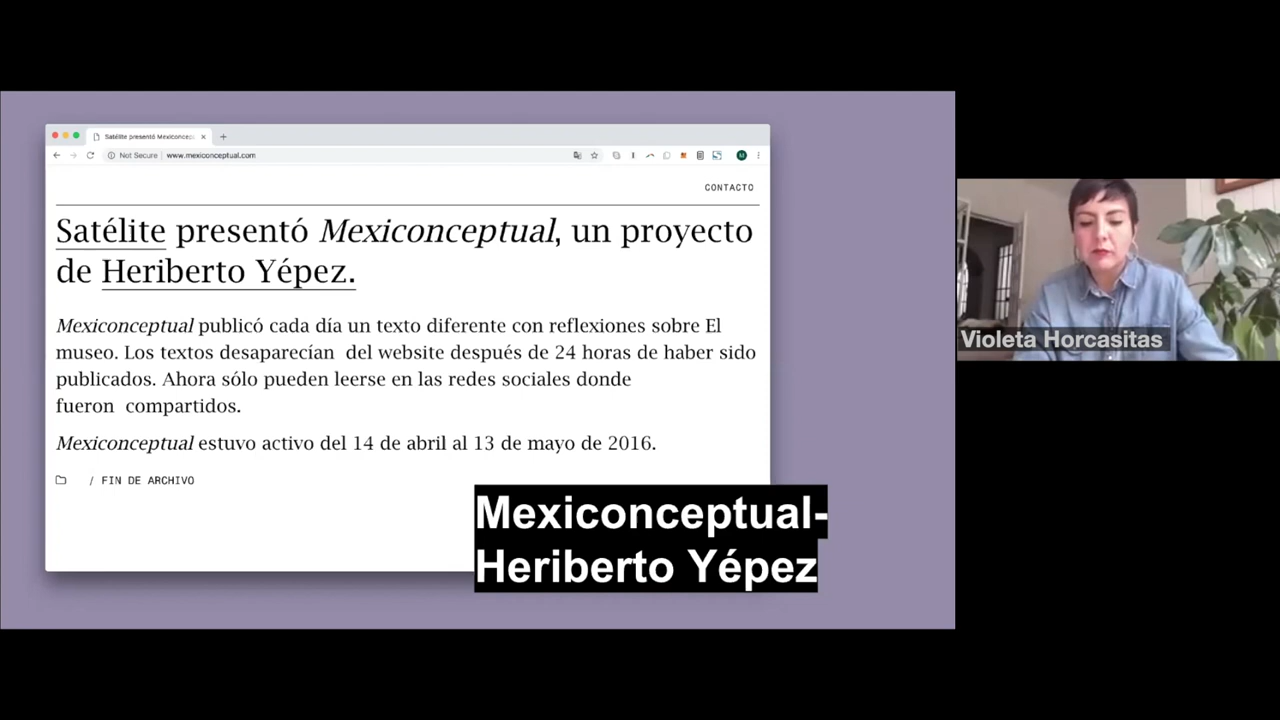 Satélite presentó Mexiconcep
Not Secure | www.mexiconceptual.com
M
CONTACTO
Satélite presentó Mexiconceptual, un proyecto
de Heriberto Yépez.
Mexiconceptual publicó cada día un texto diferente con reflexiones sobre El
museo. Los textos desaparecían del website después de 24 horas de haber sido
publicados. Ahora sólo pueden leerse en las redes sociales donde
fueron compartidos.
Mexiconceptual estuvo activo del 14 de abril al 13 de mayo de 2016.
/ FIN DE ARCHIVO
Mexiconceptual-
Heriberto Yépez
Violeta Horcasitas